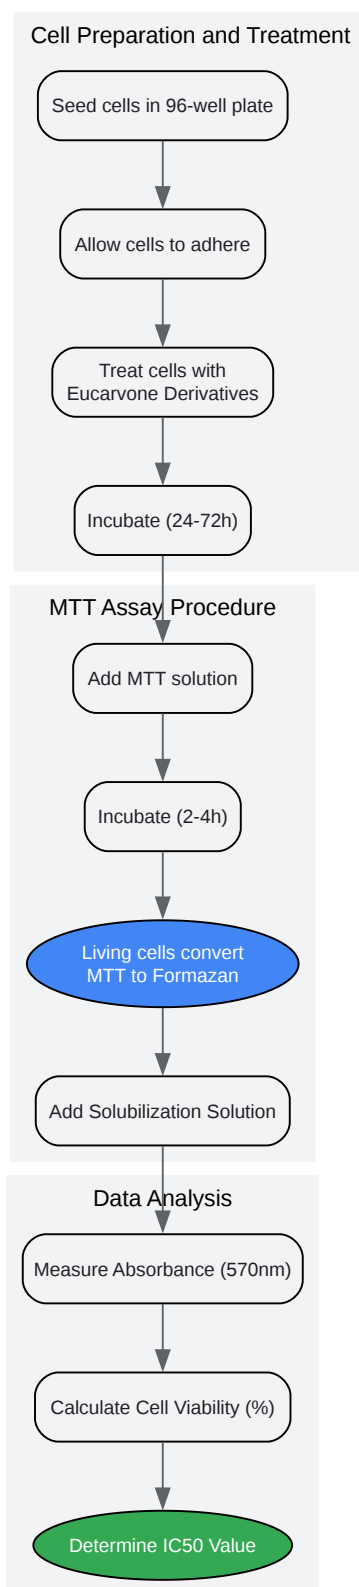 Cell Preparation and Treatment
Seed cells in 96-well plate
Allow cells to adhere
Treat cells with
Eucarvone Derivatives
Incubate (24-72h)
MTT Assay Procedure
Add MTT solution
Incubate (2-4h)
Living cells convert
MTT to Formazan
Add Solubilization Solution
Data Analysis
Measure Absorbance (570nm)
Calculate Cell Viability (%)
Determine IC50 Value